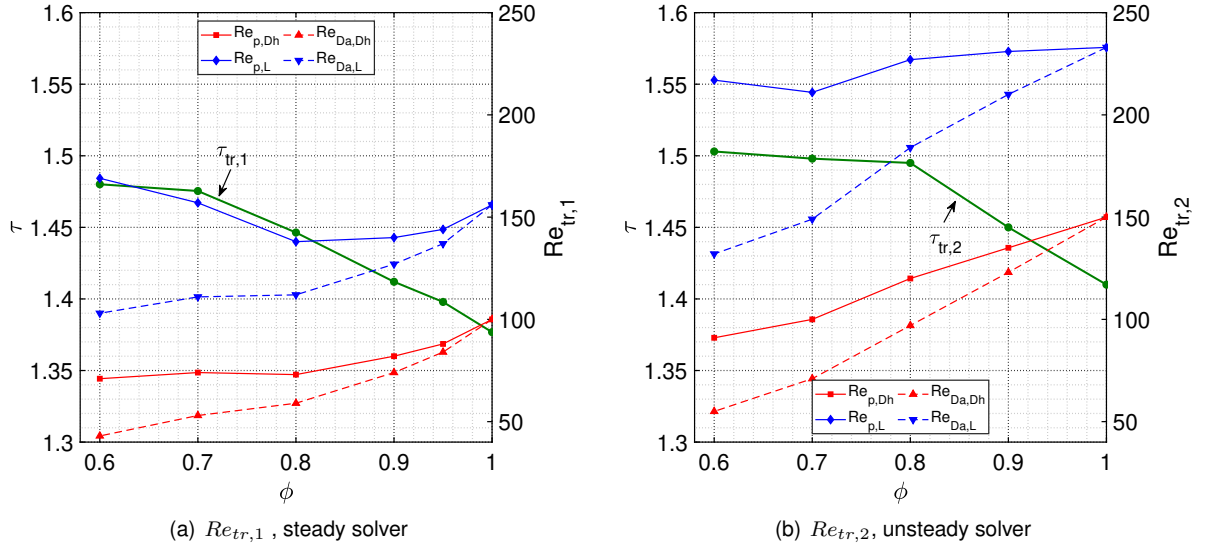 1.6
1.55
1.5
1.45
1.4
1.35
1.3
τ
0.6 0.7 0.8 0.9 1
ϕ
250
200
150
100
50
Re_tr,1
Re_p,Dh Re_Da,Dh
Re_p,L Re_Da,L
τ_tr,1
(a) Re_tr,1 , steady solver
1.6
1.55
1.5
1.45
1.4
1.35
1.3
τ
0.6 0.7 0.8 0.9 1
ϕ
250
200
150
100
50
Re_tr,2
τ_tr,2
Re_p,Dh Re_Da,Dh
Re_p,L Re_Da,L
(b) Re_tr,2, unsteady solver